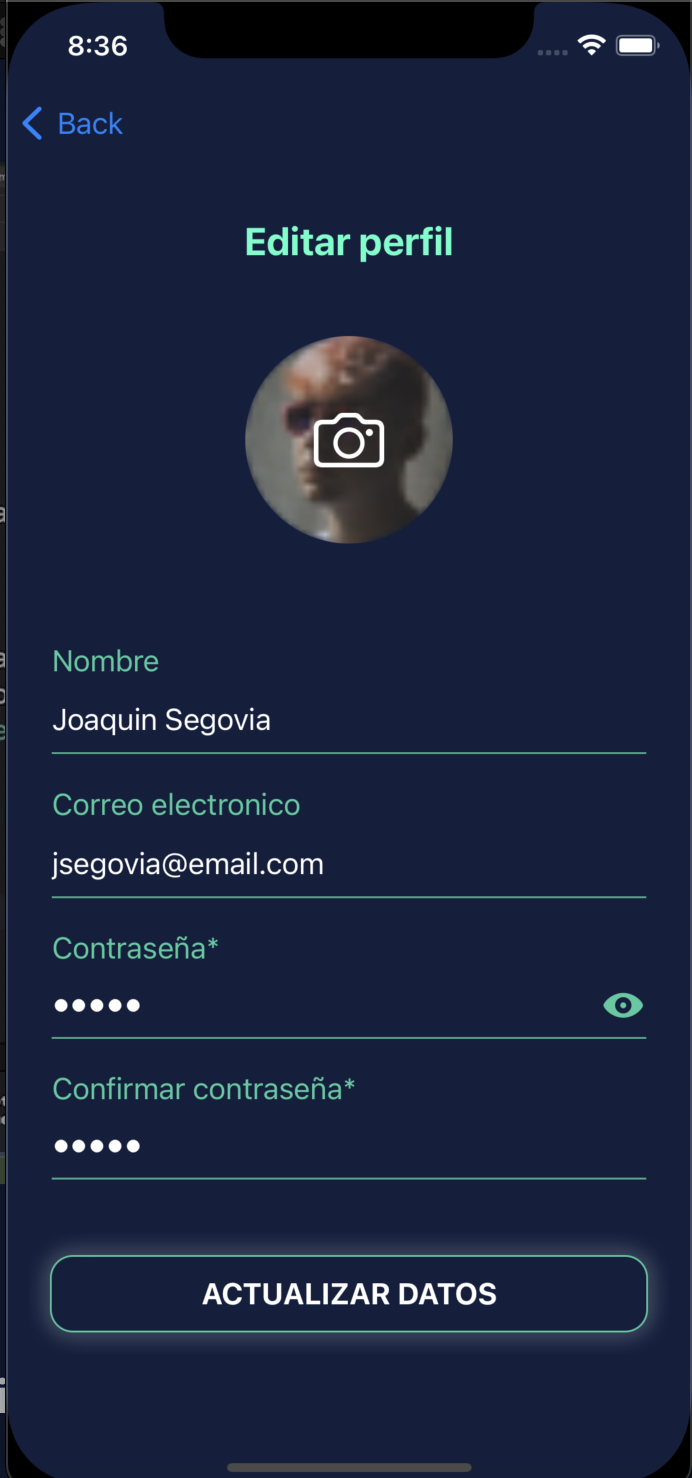 8:36
Back
Editar perfil
Nombre
Joaquin Segovia
Correo electronico
jsegovia@email.com
Contraseña*
•••••
Confirmar contraseña*
•••••
ACTUALIZAR DATOS